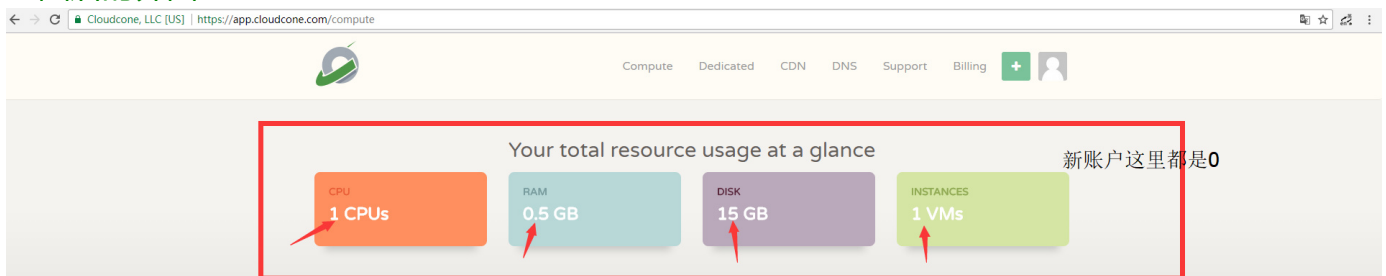 Cloudcone, LLC [US] | https://app.cloudcone.com/compute
Compute Dedicated CDN DNS Support Billing +
Your total resource usage at a glance
新账户这里都是0
CPU RAM DISK INSTANCES
1 CPUs 0.5 GB 15 GB 1 VMs